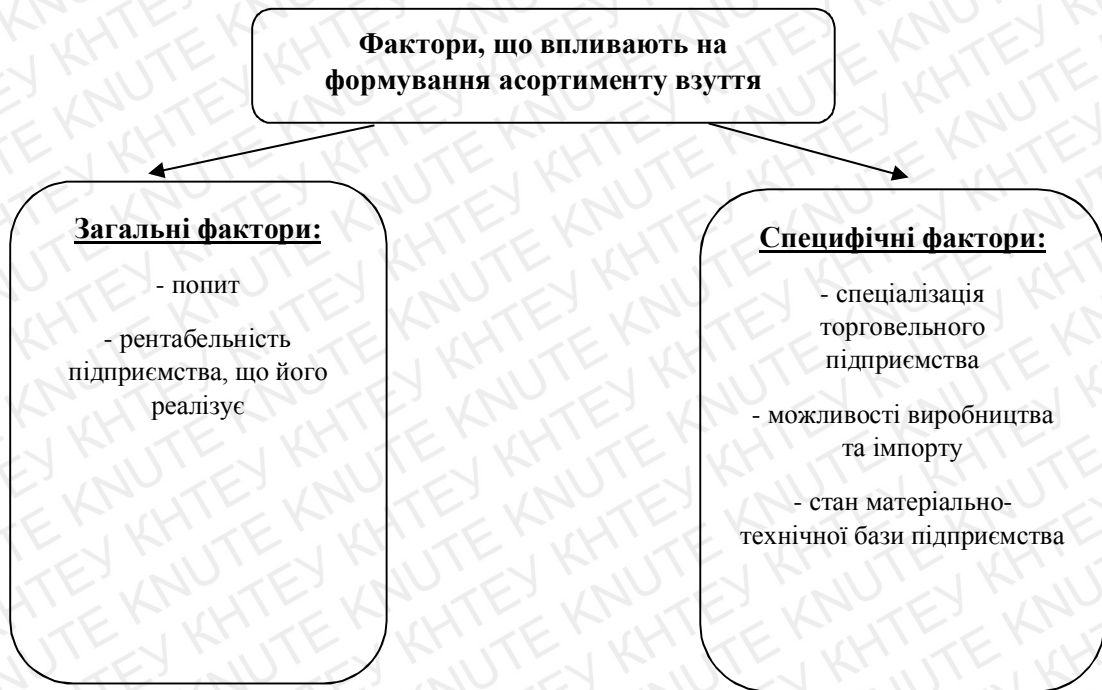 Фактори, що впливають на
формування асортименту взуття
Загальні фактори:
- попит
- рентабельність
підприємства, що його
реалізує
Специфічні фактори:
- спеціалізація
торговельного
підприємства
- можливості виробництва
та імпорту
- стан матеріально-
технічної бази підприємства